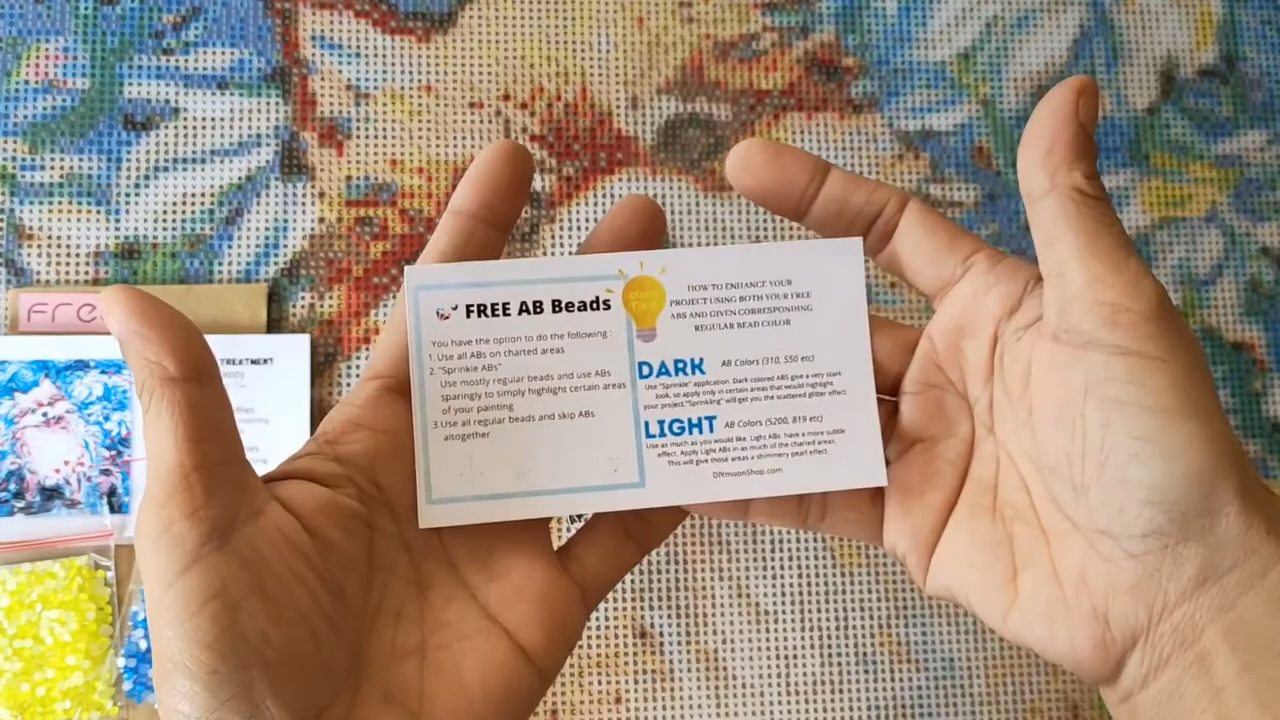 FREE AB Beads
You have the option to do the following :
1.Use all ABs on charted areas
2."Sprinkle ABs"
Use mostly regular beads and use ABs
sparingly to simply highlight certain areas
of your painting
3.Use all regular beads and skip ABs
altogether
QUICK
TIPS
HOW TO ENHANCE YOUR
PROJECT USING BOTH YOUR FREE
ABS AND GIVEN CORRESPONDING
REGULAR BEAD COLOR
DARK AB Colors (310, 550 etc)
Use "Sprinkle" application. Dark colored ABS give a very stark
look, so apply only in certain areas that would highlight
your project."Sprinkling" will get you the scattered glitter effect.
LIGHT AB Colors (5200, 819 etc)
Use as much as you would like. Light ABs have a more subtle
effect. Apply Light ABs in as much of the charted areas.
This will give those areas a shimmery pearl effect.
DIYmoonShop.com
Fre
TREATMENT
appy